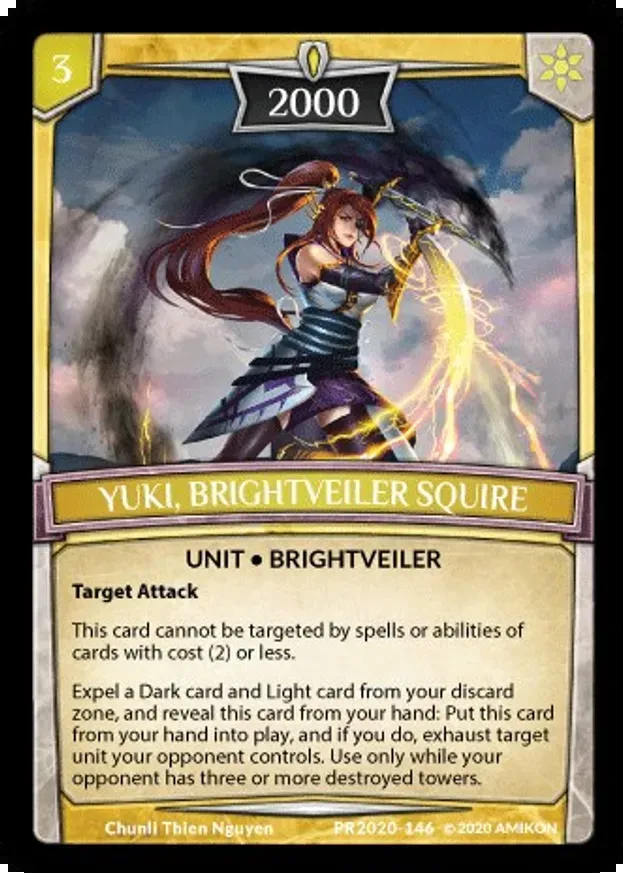 3
2000
YUKI, BRIGHTVEILER SQUIRE
UNIT • BRIGHTVEILER
Target Attack
This card cannot be targeted by spells or abilities of
cards with cost (2) or less.
Expel a Dark card and Light card from your discard
zone, and reveal this card from your hand: Put this card
from your hand into play, and if you do, exhaust target
unit your opponent controls. Use only while your
opponent has three or more destroyed towers.
Chunli Thien Nguyen PR2020-146 © 2020 AMIKON